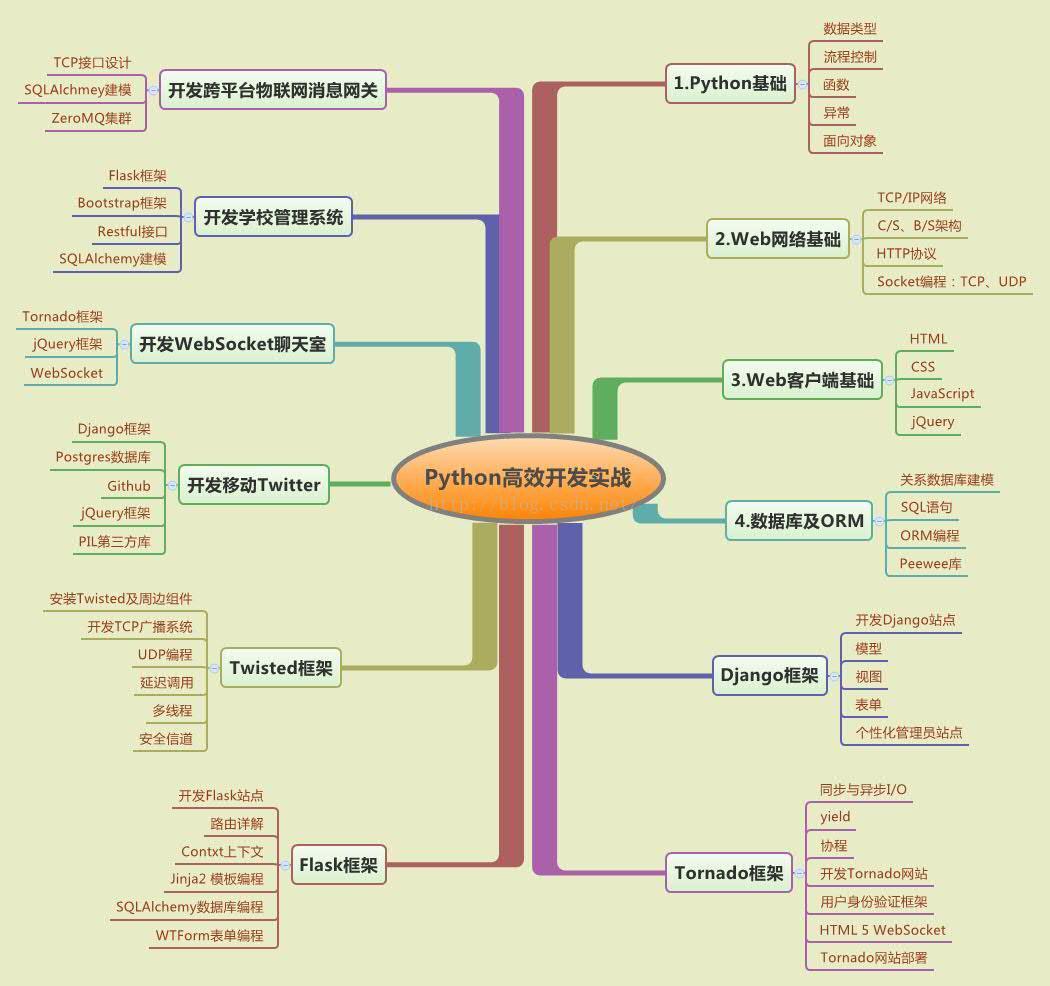 Python高效开发实战
http://blog.csdn.net
1.Python基础
数据类型
流程控制
函数
异常
面向对象
2.Web网络基础
TCP/IP网络
C/S、B/S架构
HTTP协议
Socket编程：TCP、UDP
3.Web客户端基础
HTML
CSS
JavaScript
jQuery
4.数据库及ORM
关系数据库建模
SQL语句
ORM编程
Peewee库
Django框架
开发Django站点
模型
视图
表单
个性化管理员站点
Tornado框架
同步与异步I/O
yield
协程
开发Tornado网站
用户身份验证框架
HTML 5 WebSocket
Tornado网站部署
Flask框架
开发Flask站点
路由详解
Contxt上下文
Jinja2 模板编程
SQLAlchemy数据库编程
WTForm表单编程
Twisted框架
安装Twisted及周边组件
开发TCP广播系统
UDP编程
延迟调用
多线程
安全信道
开发移动Twitter
Django框架
Postgres数据库
Github
jQuery框架
PIL第三方库
开发WebSocket聊天室
Tornado框架
jQuery框架
WebSocket
开发学校管理系统
Flask框架
Bootstrap框架
Restful接口
SQLAlchemy建模
开发跨平台物联网消息网关
TCP接口设计
SQLAlchmey建模
ZeroMQ集群